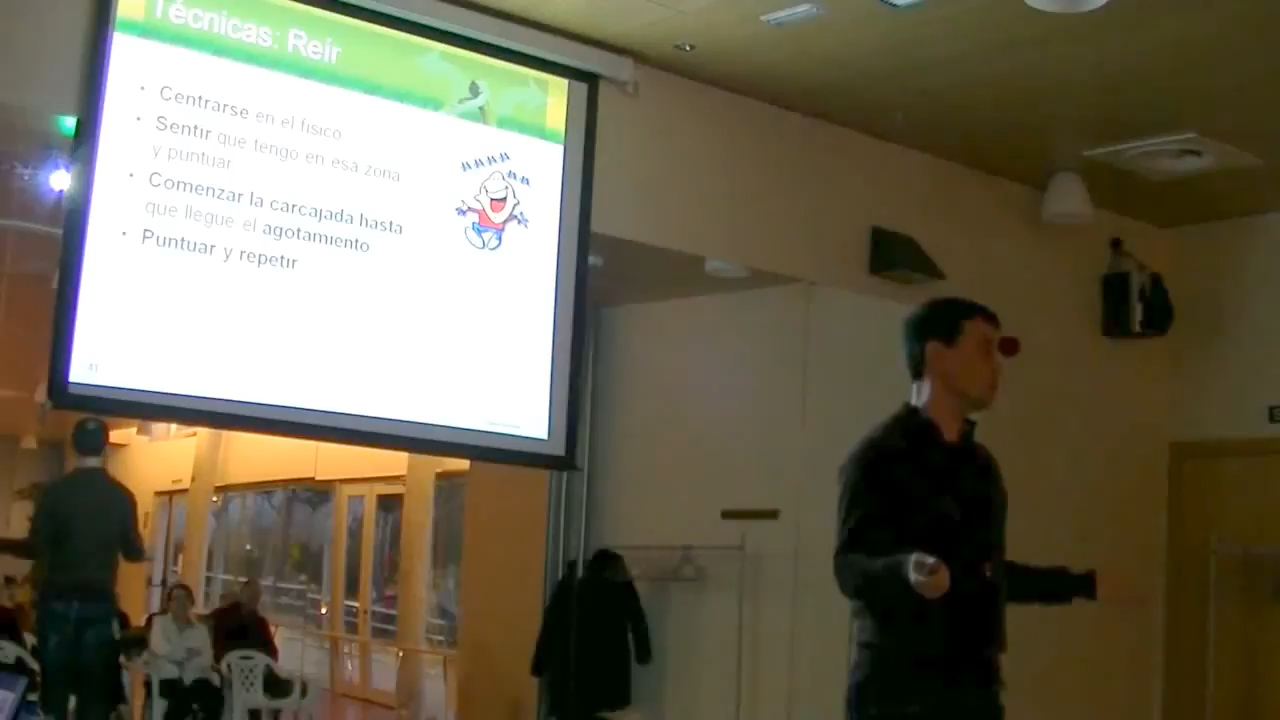 Técnicas: Reír
• Centrarse en el físico
• Sentir que tengo en esa zona
y puntuar
• Comenzar la carcajada hasta
que llegue el agotamiento
• Puntuar y repetir
41